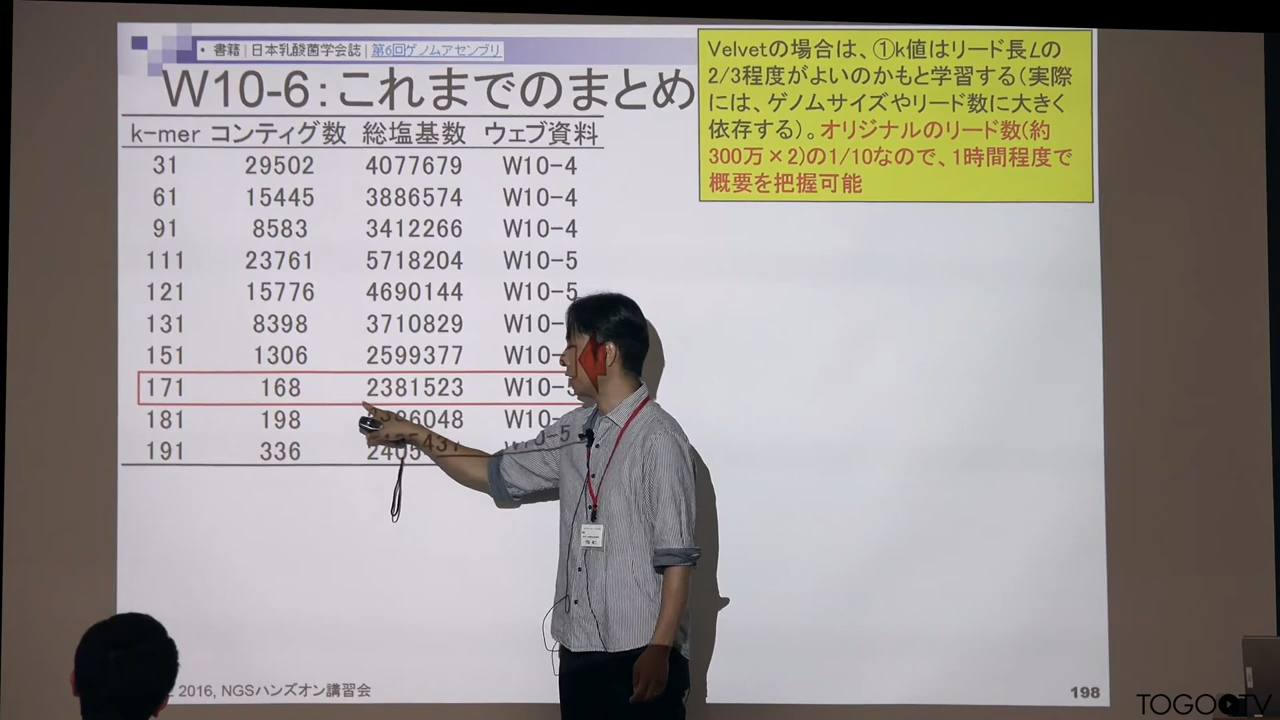 • 書籍 | 日本乳酸菌学会誌 | 第6回ゲノムアセンブリ
W10-6：これまでのまとめ
k-mer コンティグ数 総塩基数 ウェブ資料
31 29502 4077679 W10-4
61 15445 3886574 W10-4
91 8583 3412266 W10-4
111 23761 5718204 W10-5
121 15776 4690144 W10-5
131 8398 3710829 W10-
151 1306 2599377 W10-
171 168 2381523 W10-5
181 198 6048 W10-
191 336
Velvetの場合は、①k値はリード長Lの
2/3程度がよいのかもと学習する(実際
には、ゲノムサイズやリード数に大きく
依存する)。オリジナルのリード数(約
300万×2)の1/10なので、1時間程度で
概要を把握可能
2016, NGSハンズオン講習会
198
TOGOTV